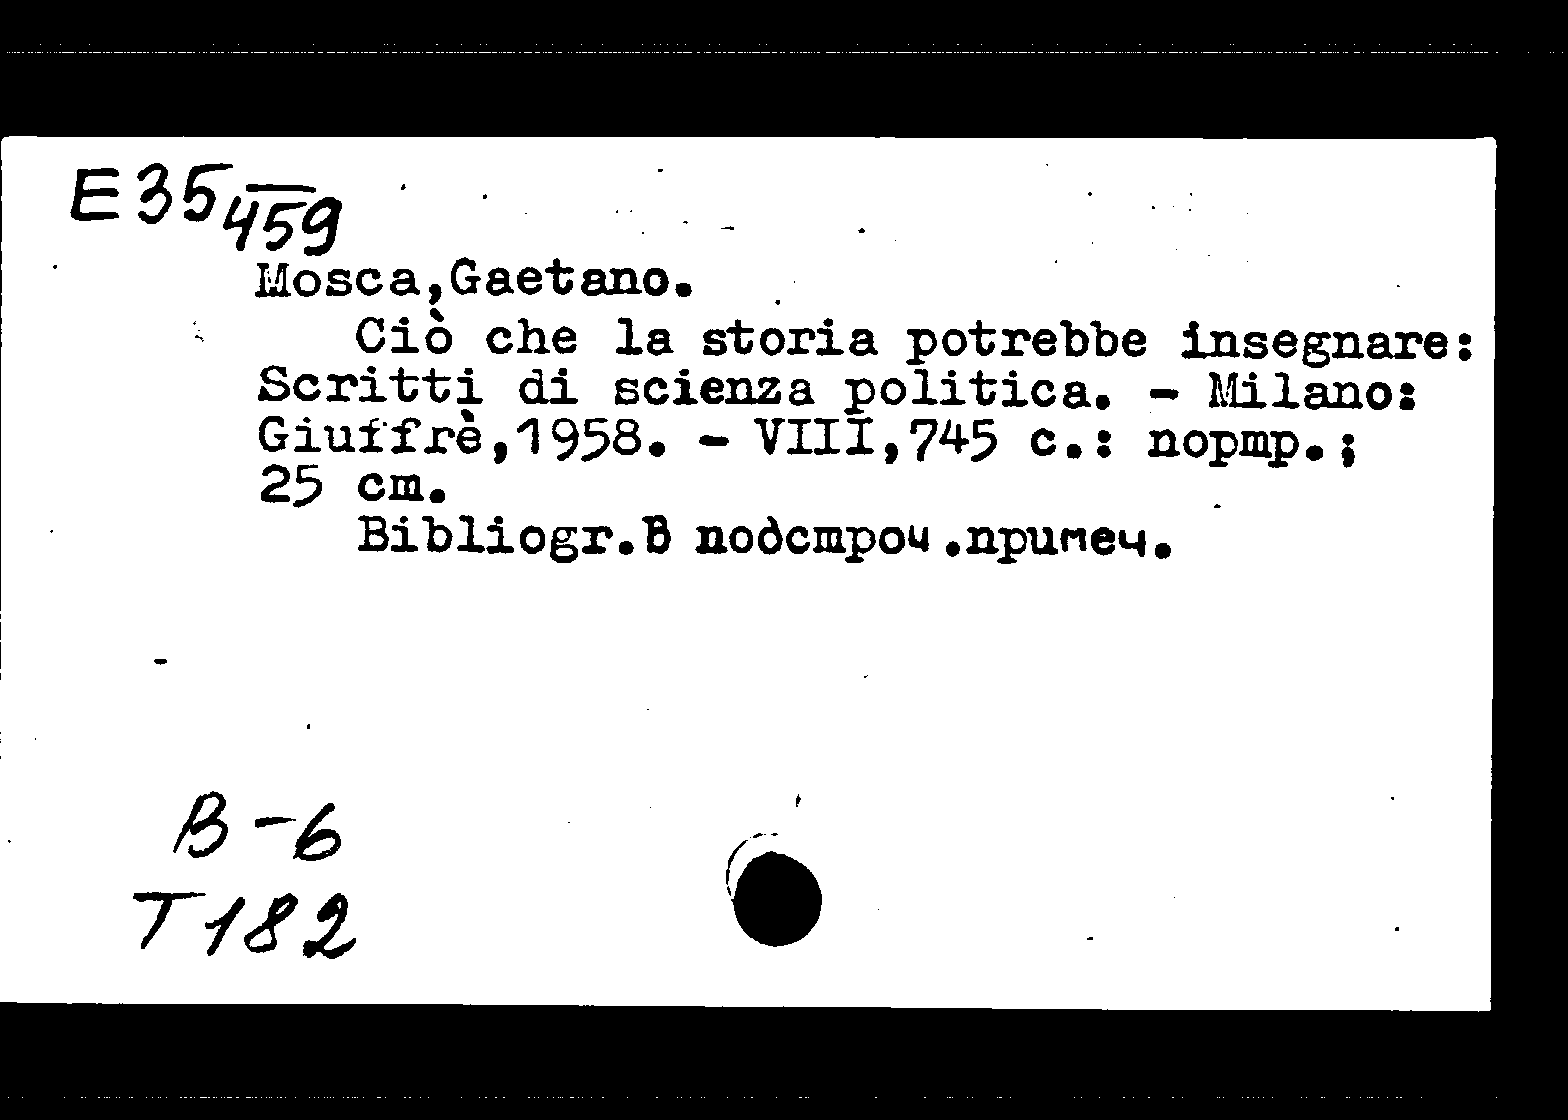 E35/459
Mosca,Gaetano.
Ciò che la storia potrebbe insegnare:
Scritti di scienza politica. - Milano:
Giuffrè,1958. - VIII,745 с.: портр.;
25 cm.
Bibliogr.В подстроч.примеч.
В-6
Т182